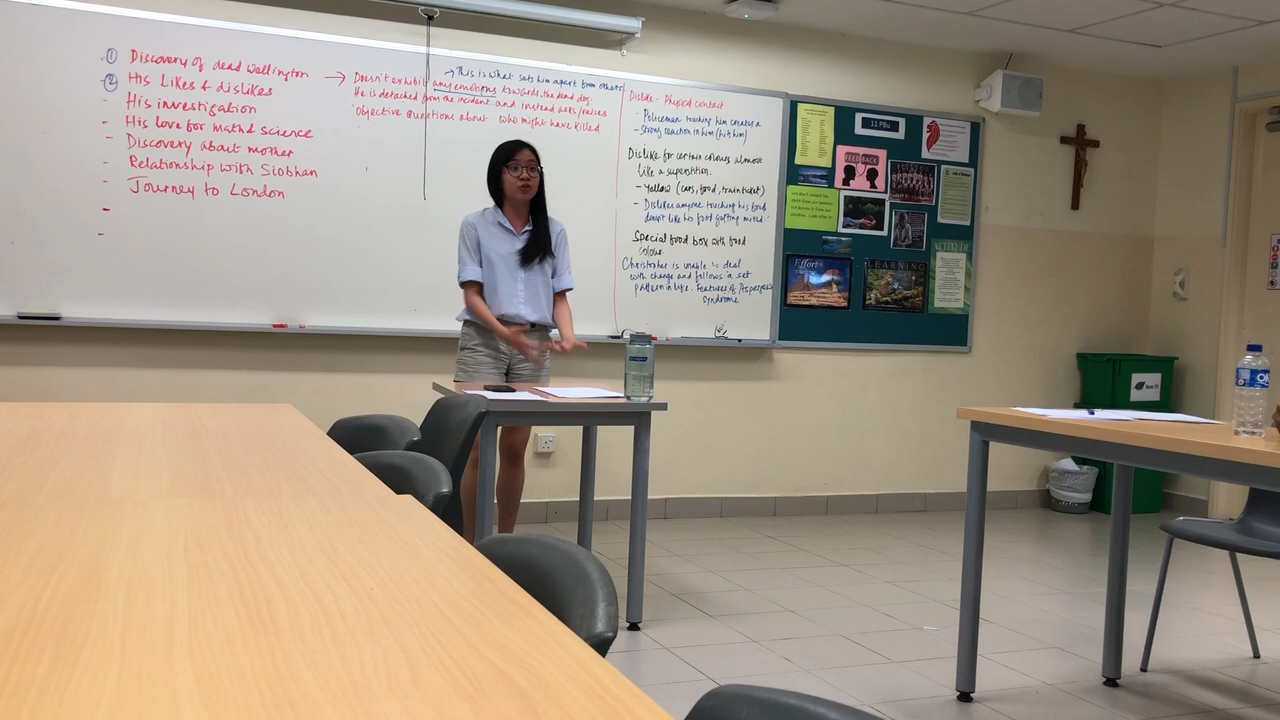 ① Discovery of dead Wellington
② His Likes & dislikes
- His investigation
- His love for math & science
- Discovery about mother
- Relationship with Siobhan
- Journey to London
→ This is what sets him apart from others
→ Doesn't exhibit any emotions towards the dead dog.
He is detached from the incident and instead asks/raises
objective questions about who might have killed
Dislike - Physical contact
- Policeman touching him creates a
- strong reaction in him (hit him)
Dislike for certain colours almost
like a superstition.
- Yellow (cars, food, train ticket)
- Dislikes anyone touching his food
doesn't like his food getting mixed.
Special food box with food
colour.
Christopher is unable to deal
with change and follows a set
pattern in life. Features of Asperger's
syndrome
11 PBu
FEEDBACK
Effort
LEARNING
ATTITUDE